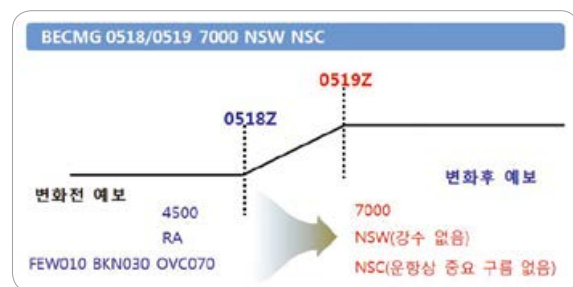 BECMG 0518/0519 7000 NSW NSC
0519Z
0518Z
변화전 예보
변화후 예보
4500
7000
RA
NSW(강수 없음)
FEW010 BKN030 OVC070
NSC(운항상 중요 구름 없음)